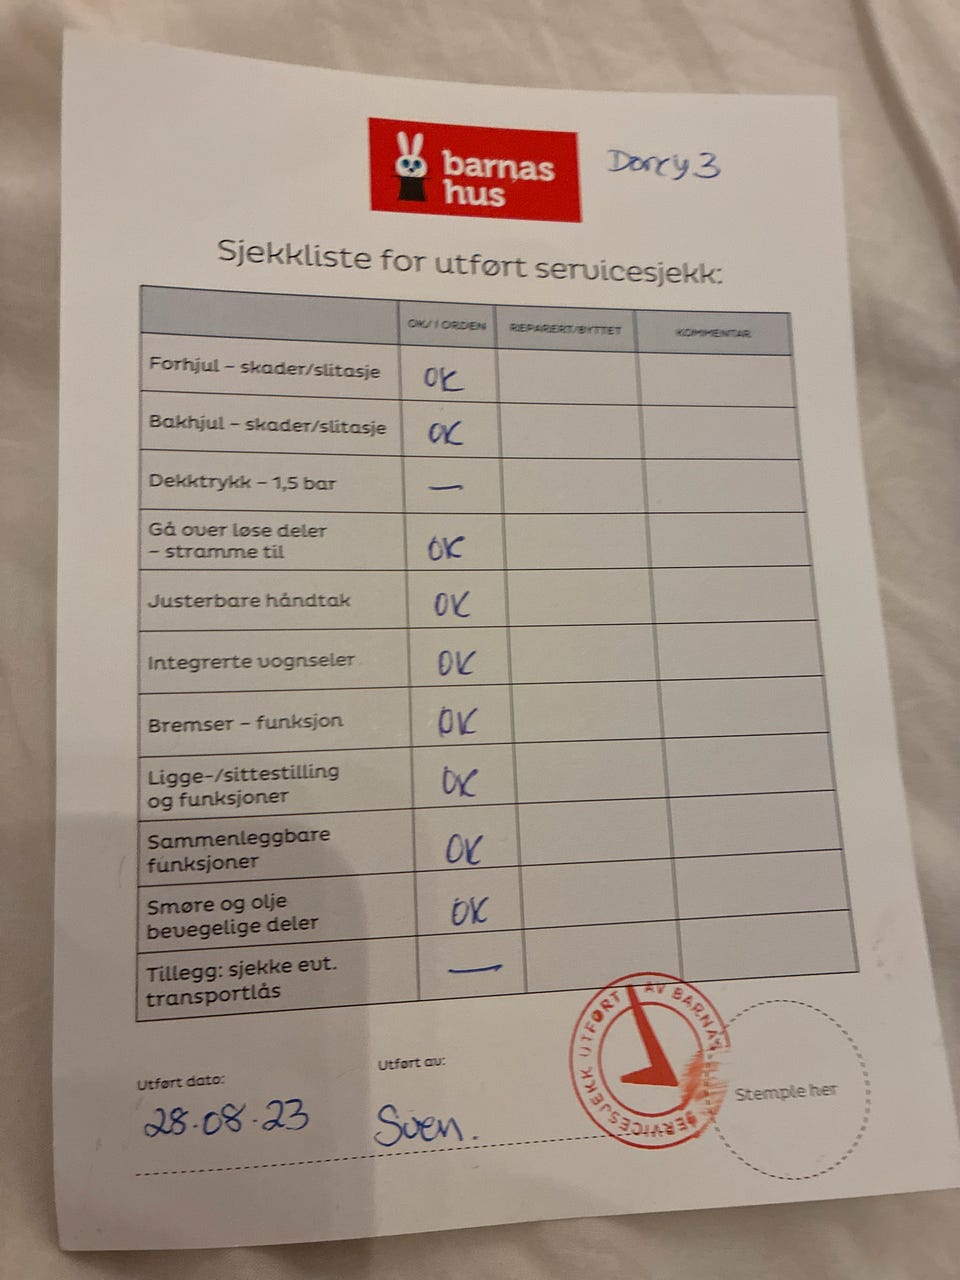 barnas
hus
Dorry 3
Sjekkliste for utført servicesjekk:
OK/ I ORDEN REPARERT/BYTTET KOMMENTAR
Forhjul – skader/slitasje OK
Bakhjul – skader/slitasje OK
Dekktrykk – 1,5 bar —
Gå over løse deler
– stramme til OK
Justerbare håndtak OK
Integrerte vognseler OK
Bremser – funksjon OK
Ligge-/sittestilling
og funksjoner OK
Sammenleggbare
funksjoner OK
Smøre og olje
bevegelige deler OK
Tillegg: sjekke evt.
transportlås —
SERVICESJEKK UTFØRT AV BARNAS
Utført dato: Utført av:
28.08.23 Sven.
Stemple her